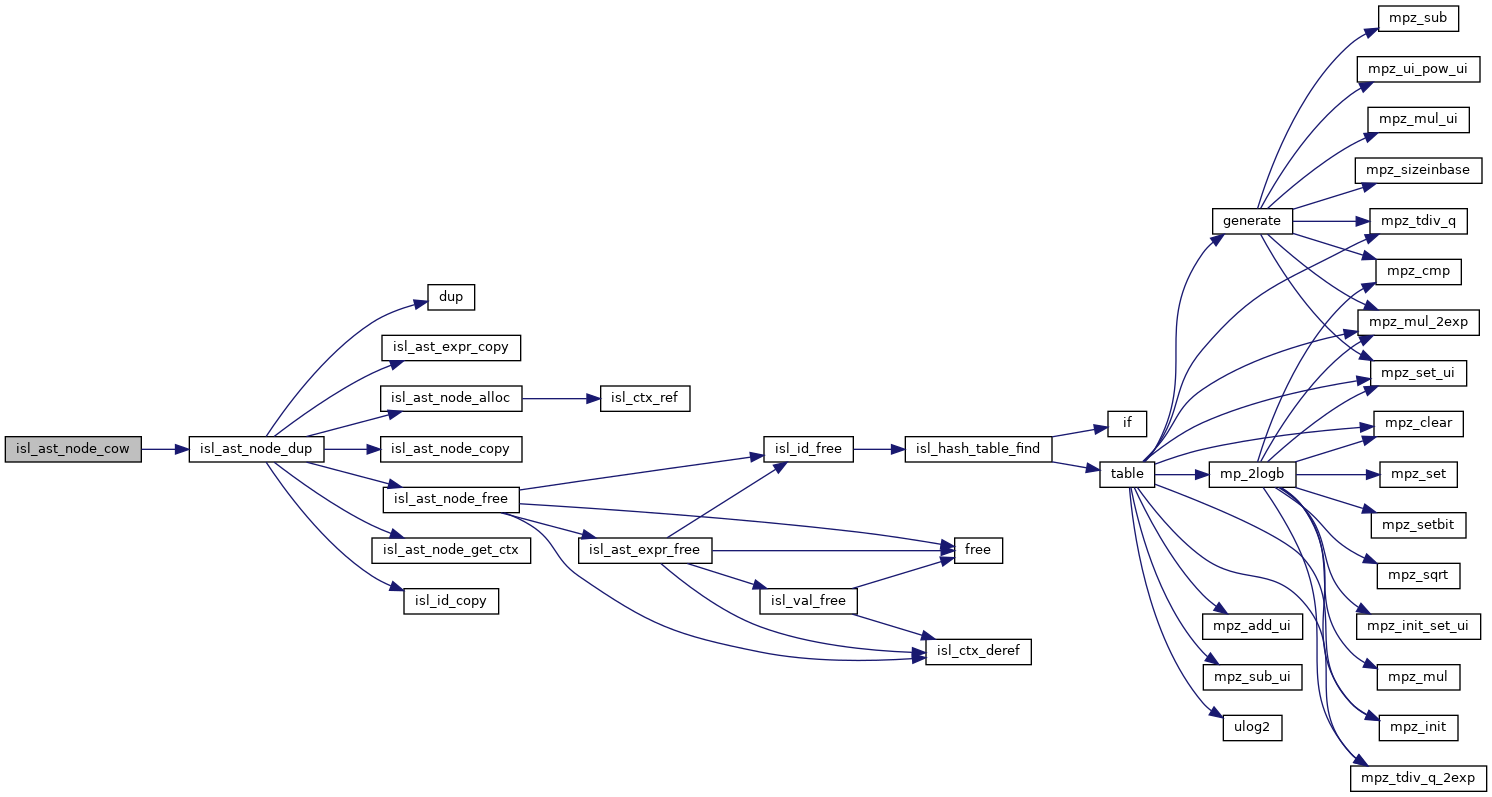 isl_ast_node_cow
isl_ast_node_dup
dup
isl_ast_expr_copy
isl_ast_node_alloc
isl_ast_node_copy
isl_ast_node_free
isl_ast_node_get_ctx
isl_id_copy
isl_ctx_ref
isl_ast_expr_free
isl_id_free
isl_val_free
isl_hash_table_find
free
isl_ctx_deref
if
table
generate
mp_2logb
mpz_add_ui
mpz_sub_ui
ulog2
mpz_sub
mpz_ui_pow_ui
mpz_mul_ui
mpz_sizeinbase
mpz_tdiv_q
mpz_cmp
mpz_mul_2exp
mpz_set_ui
mpz_clear
mpz_set
mpz_setbit
mpz_sqrt
mpz_init_set_ui
mpz_mul
mpz_init
mpz_tdiv_q_2exp